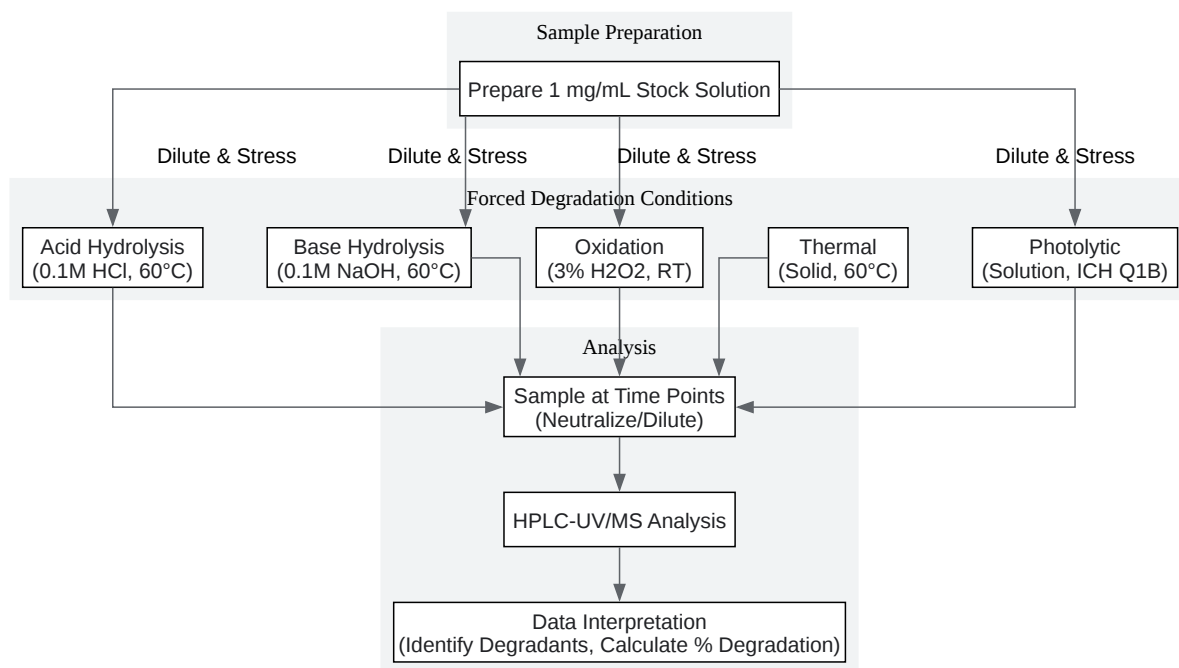 Sample Preparation
Prepare 1 mg/mL Stock Solution
Dilute & Stress
Dilute & Stress
Dilute & Stress
Dilute & Stress
Forced Degradation Conditions
Acid Hydrolysis
(0.1M HCl, 60°C)
Base Hydrolysis
(0.1M NaOH, 60°C)
Oxidation
(3% H2O2, RT)
Thermal
(Solid, 60°C)
Photolytic
(Solution, ICH Q1B)
Analysis
Sample at Time Points
(Neutralize/Dilute)
HPLC-UV/MS Analysis
Data Interpretation
(Identify Degradants, Calculate % Degradation)